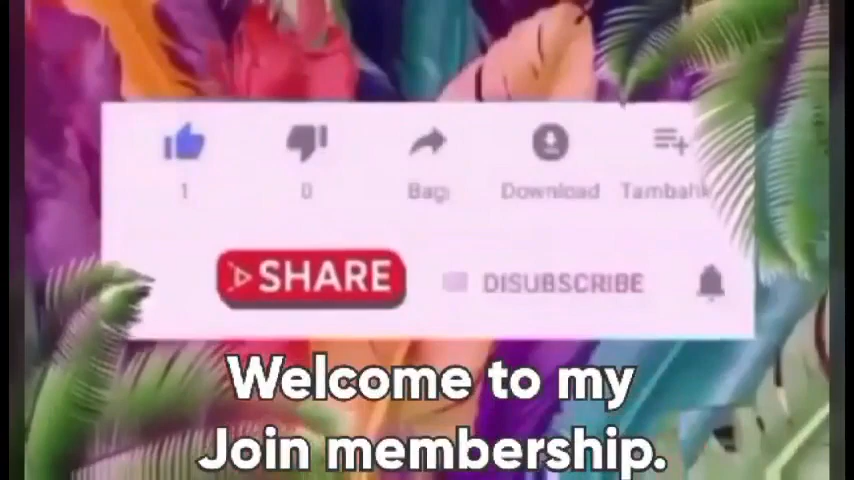 1 0 Bagi Download Tambahk
SHARE DISUBSCRIBE
Welcome to my
Join membership.